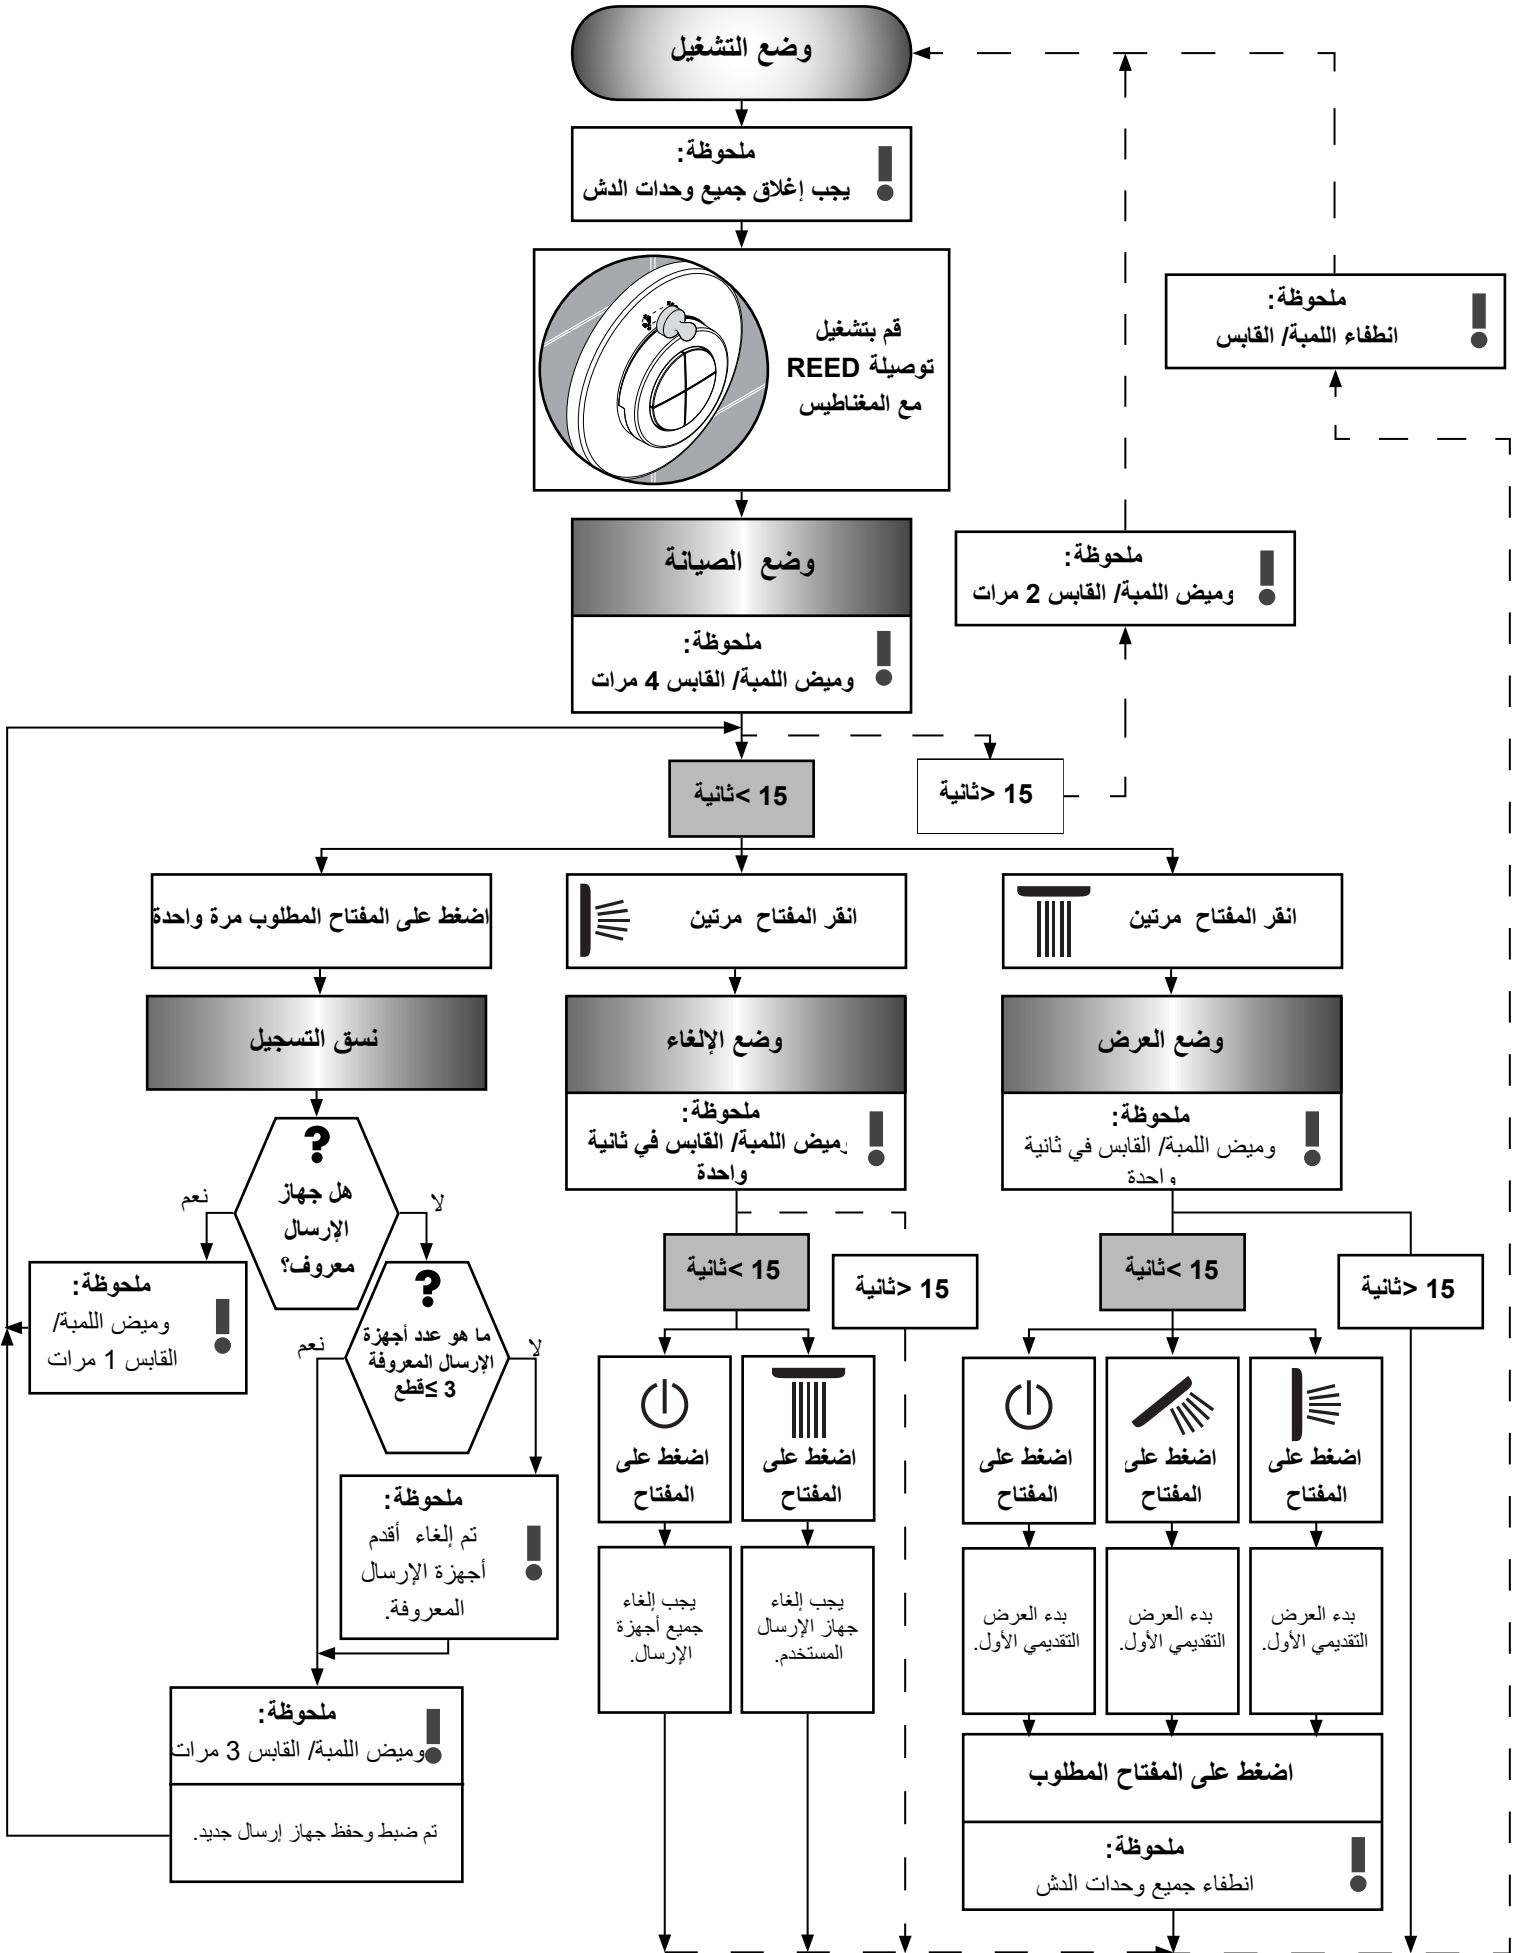 وضع التشغيل
ملحوظة:
يجب إغلاق جميع وحدات الدش
قم بتشغيل
توصيلة REED
مع المغناطيس
ملحوظة:
انطفاء اللمبة/ القابس
وضع الصيانة
ملحوظة:
وميض اللمبة/ القابس 4 مرات
ملحوظة:
وميض اللمبة/ القابس 2 مرات
15 >ثانية
15 <ثانية
انقر المفتاح مرتين
انقر المفتاح مرتين
اضغط على المفتاح المطلوب مرة واحدة
وضع العرض
ملحوظة:
وميض اللمبة/ القابس في ثانية
واحدة
وضع الإلغاء
ملحوظة:
وميض اللمبة/ القابس في ثانية
واحدة
نسق التسجيل
?
هل جهاز
الإرسال
معروف؟
نعم
لا
ملحوظة:
وميض اللمبة/
القابس 1 مرات
?
ما هو عدد أجهزة
الإرسال المعروفة
3 ≥قطع
نعم
لا
ملحوظة:
تم إلغاء أقدم
أجهزة الإرسال
المعروفة.
ملحوظة:
وميض اللمبة/ القابس 3 مرات
تم ضبط وحفظ جهاز إرسال جديد.
15 >ثانية
15 <ثانية
15 >ثانية
15 <ثانية
اضغط على
المفتاح
اضغط على
المفتاح
اضغط على
المفتاح
اضغط على
المفتاح
اضغط على
المفتاح
بدء العرض
التقديمي الأول.
بدء العرض
التقديمي الأول.
بدء العرض
التقديمي الأول.
يجب إلغاء
جهاز الإرسال
المستخدم.
يجب إلغاء
جميع أجهزة
الإرسال.
اضغط على المفتاح المطلوب
ملحوظة:
انطفاء جميع وحدات الدش